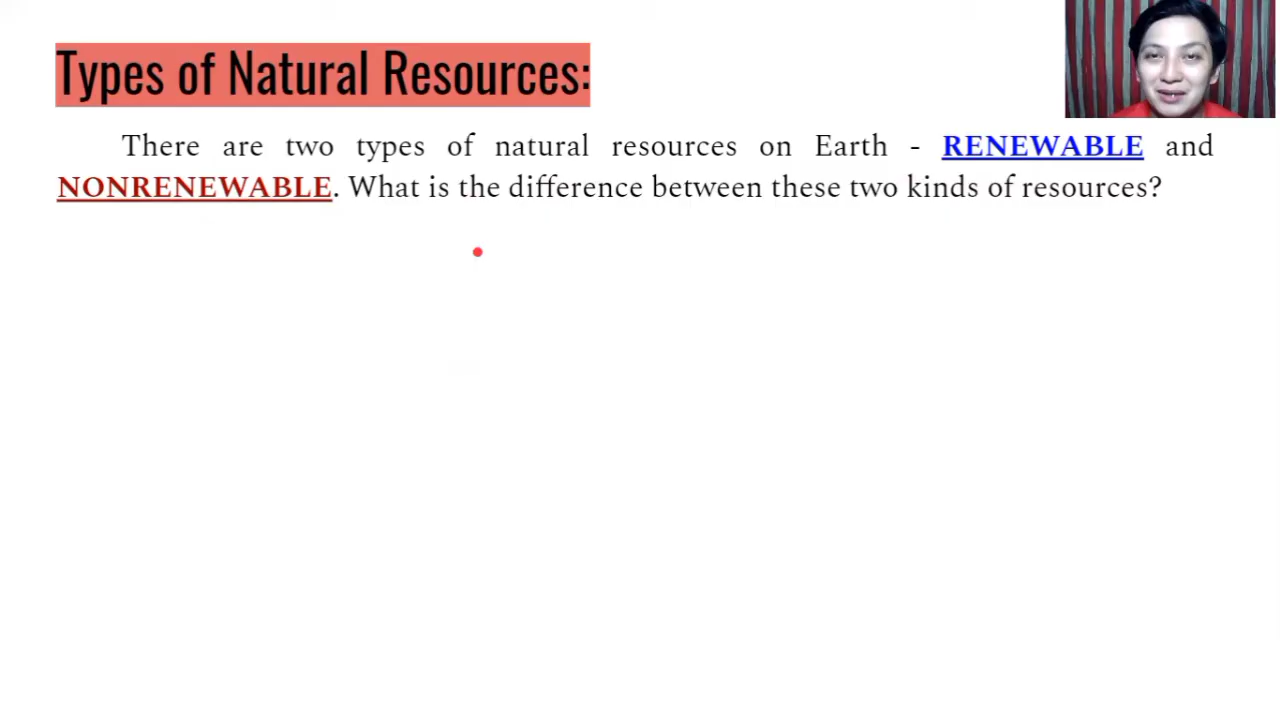 Types of Natural Resources:
There are two types of natural resources on Earth - RENEWABLE and
NONRENEWABLE. What is the difference between these two kinds of resources?